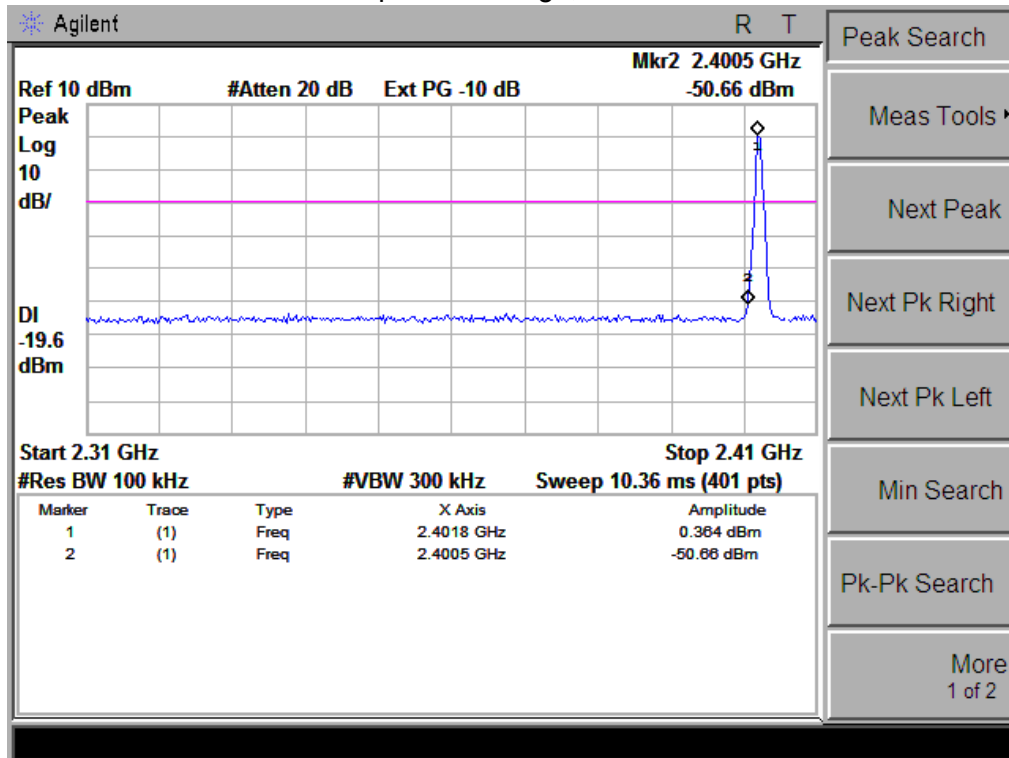 Agilent R T
Mkr2 2.4005 GHz
Ref 10 dBm #Atten 20 dB Ext PG -10 dB -50.66 dBm
Peak
Log
10
dB/
1
2
DI
-19.6
dBm
Start 2.31 GHz Stop 2.41 GHz
#Res BW 100 kHz #VBW 300 kHz Sweep 10.36 ms (401 pts)
Marker Trace Type X Axis Amplitude
1 (1) Freq 2.4018 GHz 0.364 dBm
2 (1) Freq 2.4005 GHz -50.66 dBm
Peak Search
Meas Tools
Next Peak
Next Pk Right
Next Pk Left
Min Search
Pk-Pk Search
More
1 of 2